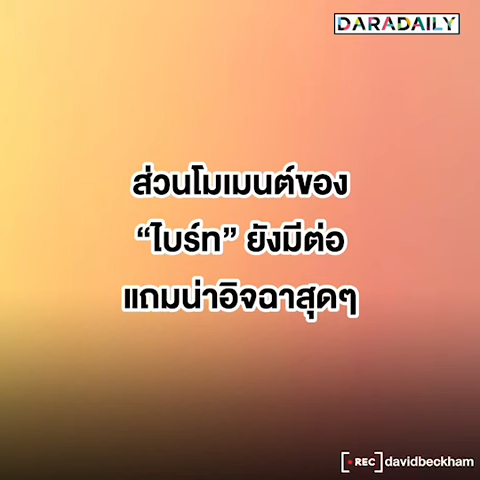 DARADAILY
ส่วนโมเมนต์ของ
“ไบร์ท” ยังมีต่อ
แถมน่าอิจฉาสุดๆ
REC davidbeckham